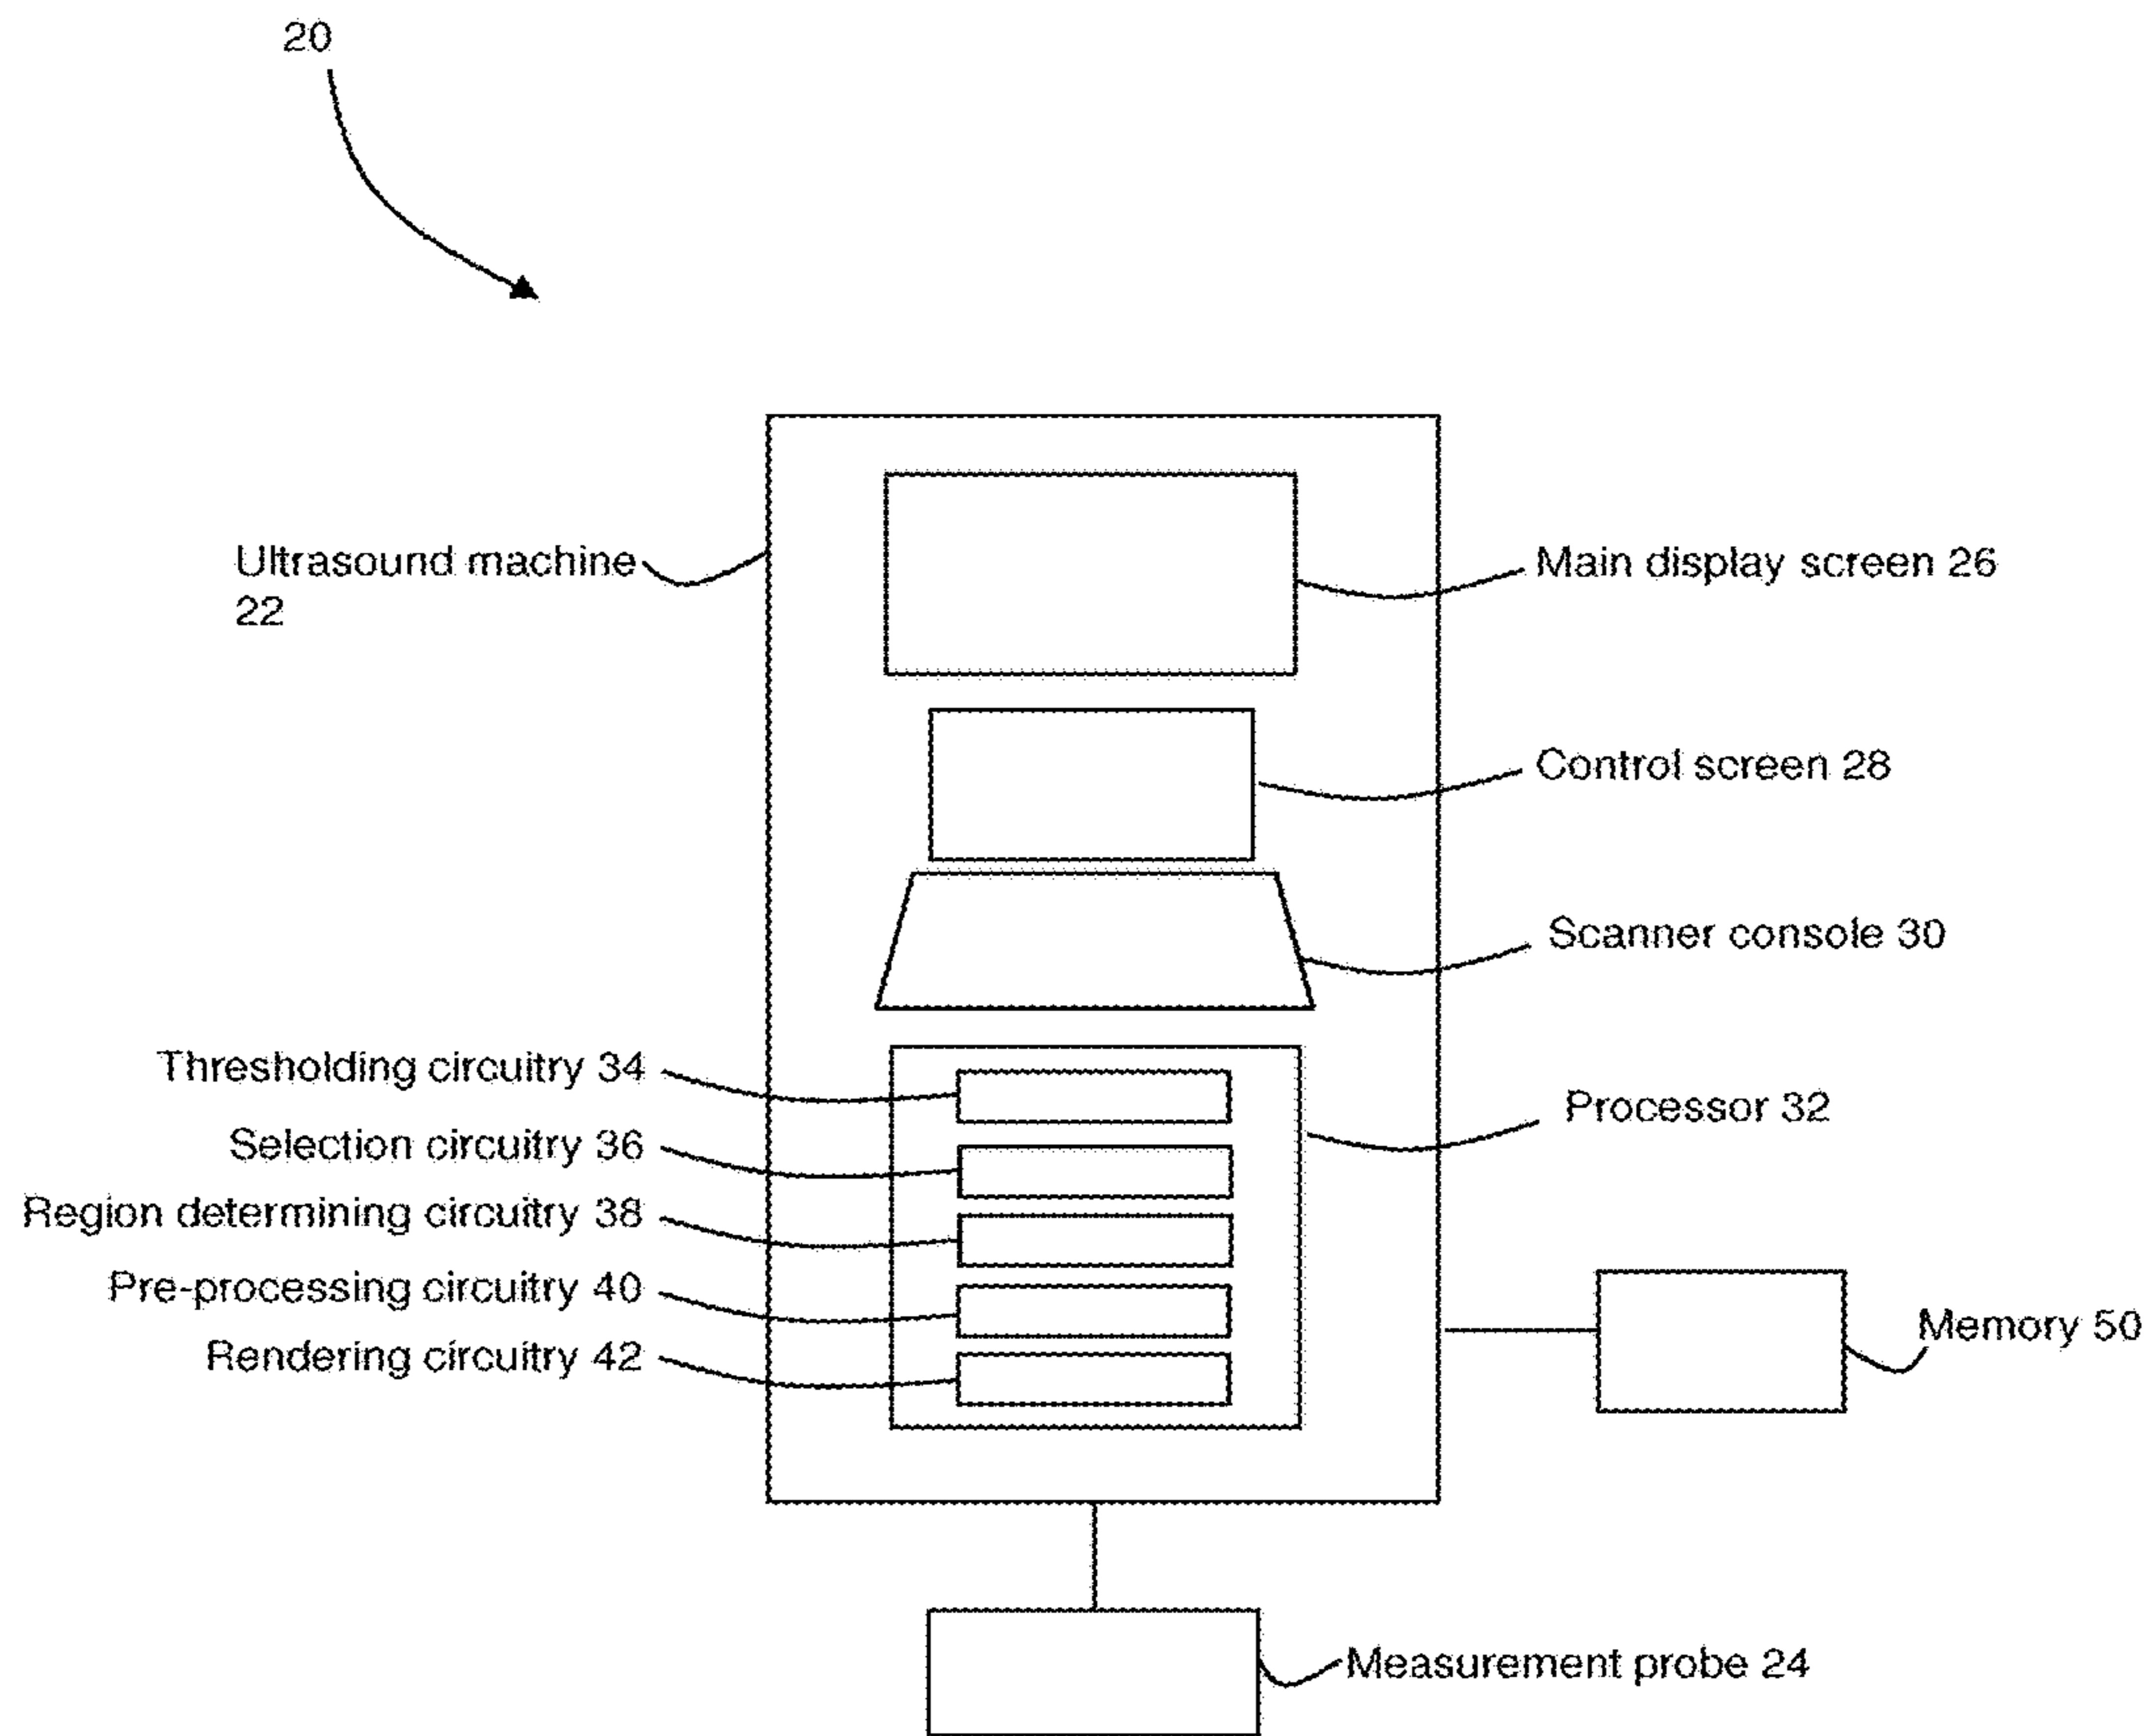 20
Ultrasound machine
22
Main display screen 26
Control screen 28
Scanner console 30
Thresholding circuitry 34
Processor 32
Selection circuitry 36
Region determining circuitry 38
Pre-processing circuitry 40
Memory 50
Rendering circuitry 42
Measurement probe 24